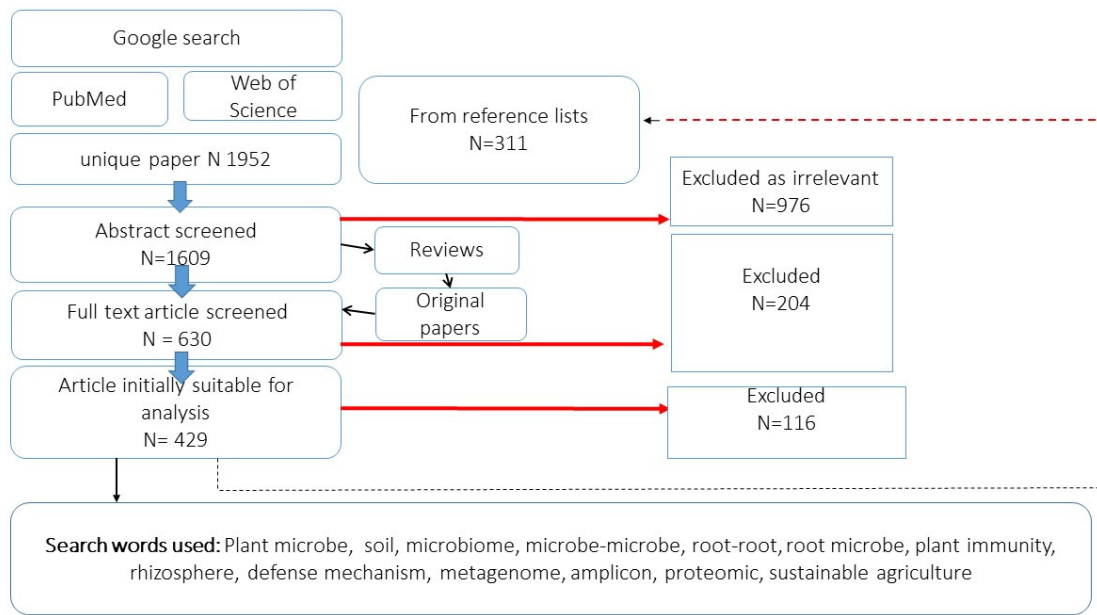 Google search
PubMed
Web of
Science
unique paper N 1952
From reference lists
N=311
Excluded as irrelevant
N=976
Abstract screened
N=1609
Reviews
Original
papers
Full text article screened
N = 630
Excluded
N=204
Article initially suitable for
analysis
N= 429
Excluded
N=116
Search words used: Plant microbe, soil, microbiome, microbe-microbe, root-root, root microbe, plant immunity,
rhizosphere, defense mechanism, metagenome, amplicon, proteomic, sustainable agriculture